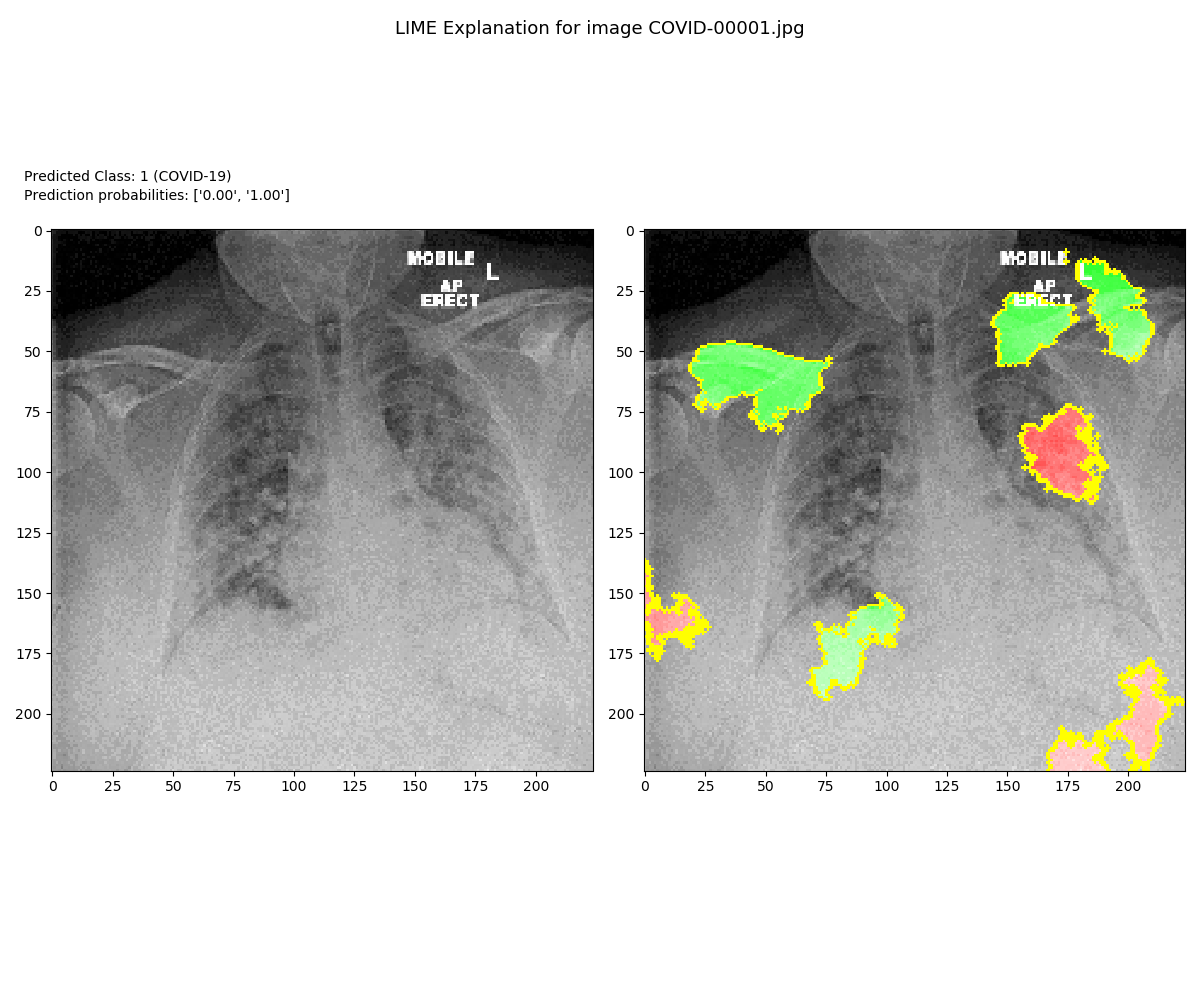 LIME Explanation for image COVID-00001.jpg
Predicted Class: 1 (COVID-19)
Prediction probabilities: ['0.00', '1.00']
MOBILE
L
AP
ERECT
0
25
50
75
100
125
150
175
200
0 25 50 75 100 125 150 175 200
MOBILE
L
AP
ERECT
0
25
50
75
100
125
150
175
200
0 25 50 75 100 125 150 175 200